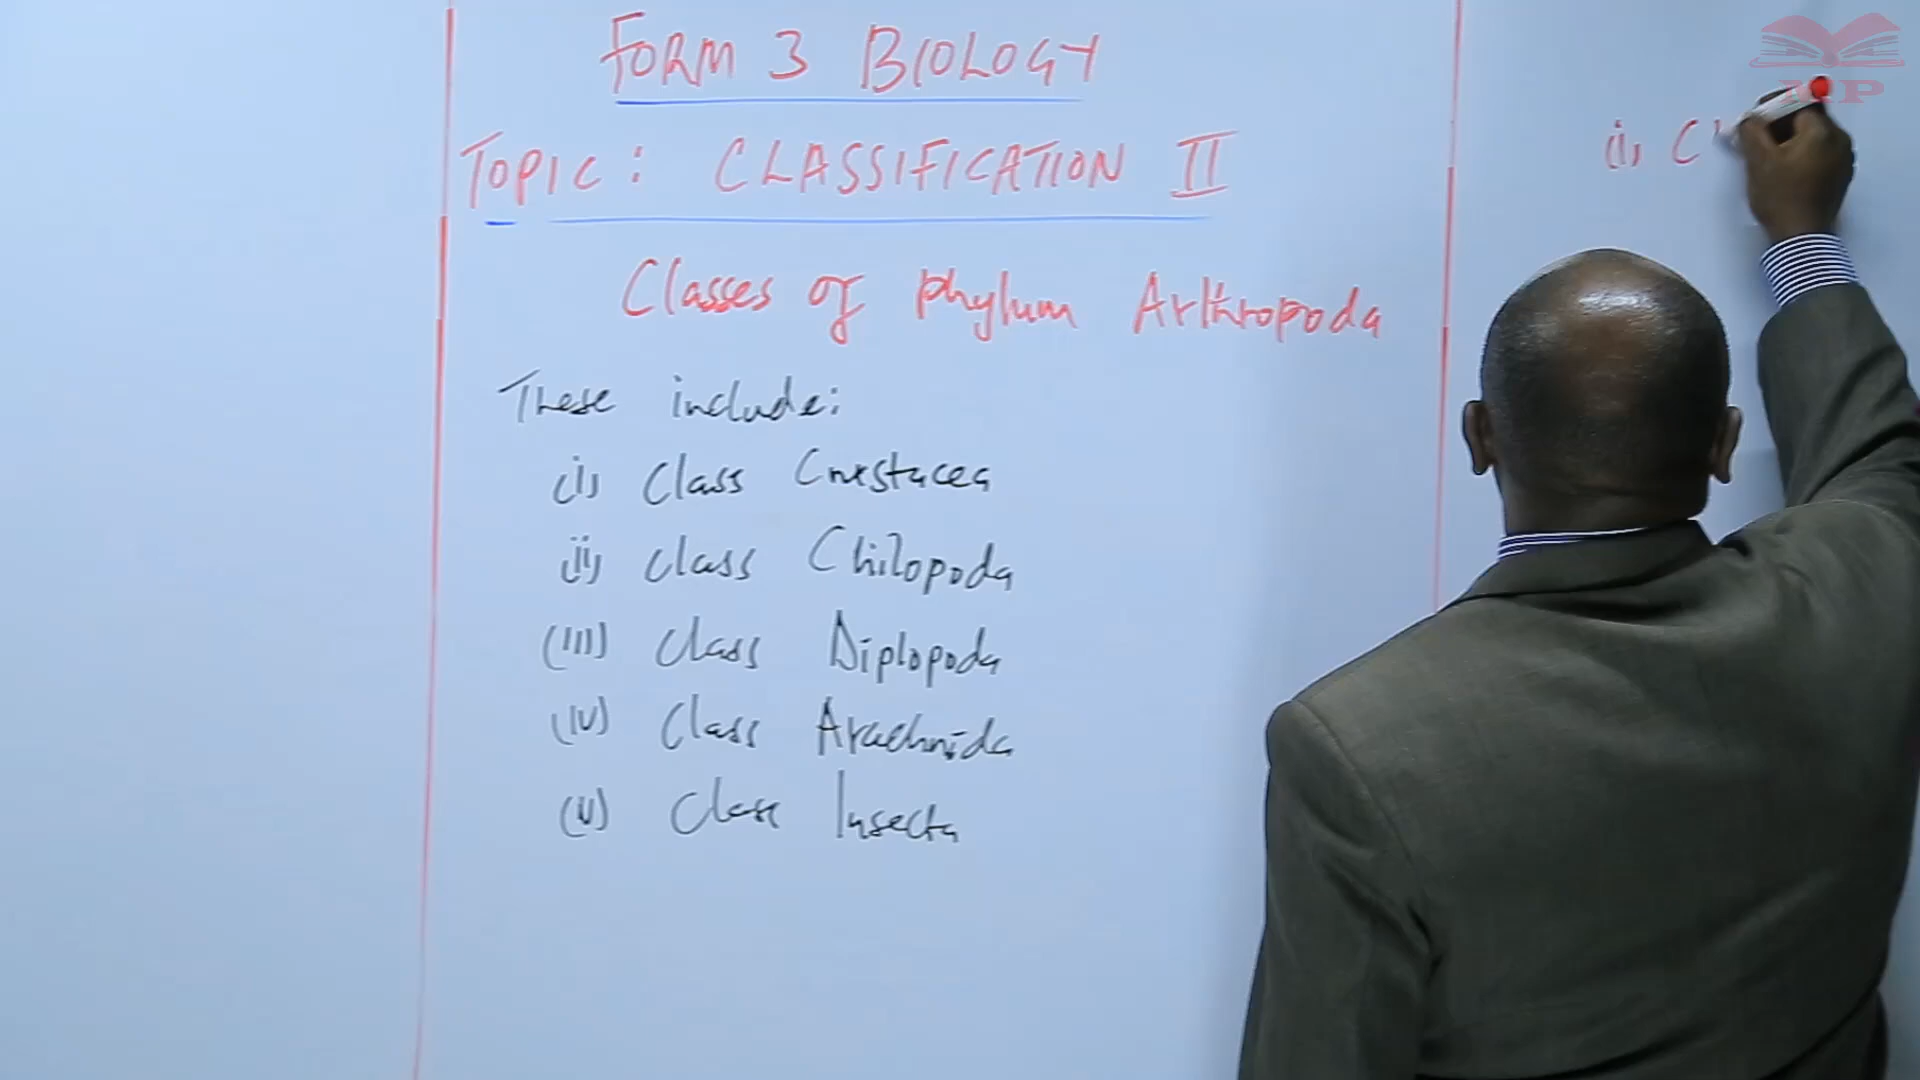 FORM 3 BIOLOGY
TOPIC: CLASSIFICATION II
Classes of phylum Arthropoda
These include:
(i) Class Crustacea
(ii) Class Chilopoda
(iii) Class Diplopoda
(iv) Class Arachnida
(v) Class Insecta
(i) C
MP